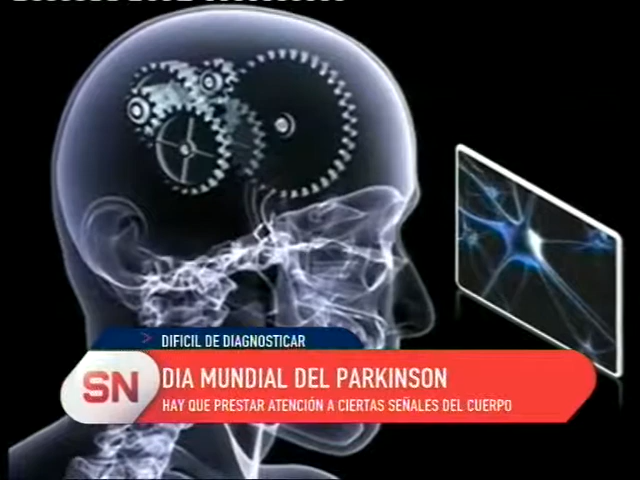 DIFICIL DE DIAGNOSTICAR
SN
DIA MUNDIAL DEL PARKINSON
HAY QUE PRESTAR ATENCIÓN A CIERTAS SEÑALES DEL CUERPO